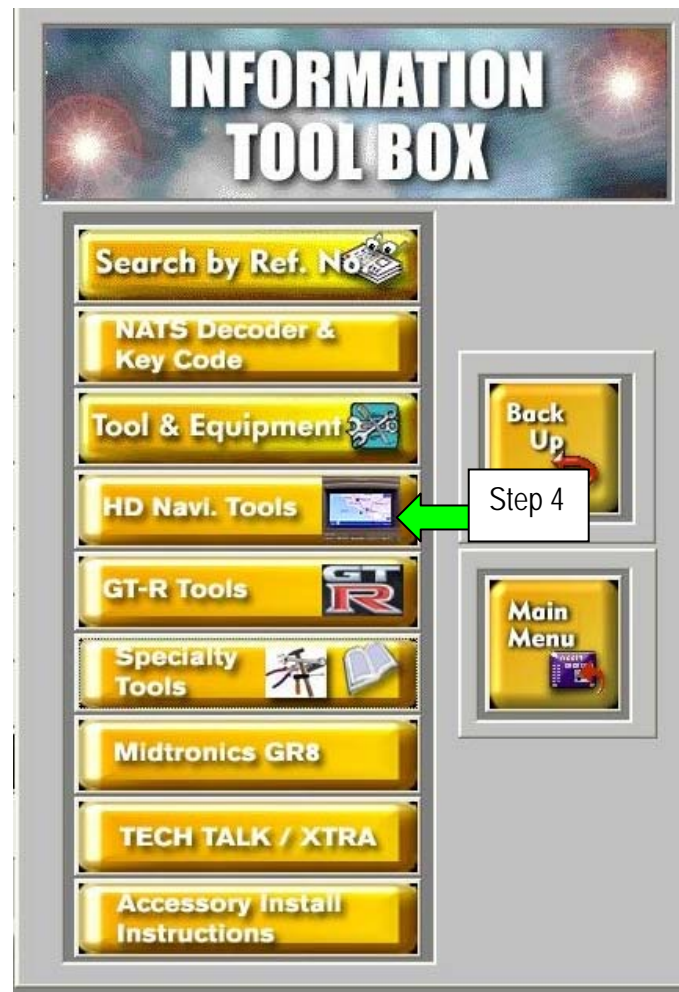 INFORMATION
TOOL BOX
Search by Ref. No.
NATS Decoder &
Key Code
Tool & Equipment
HD Navi. Tools
GT-R Tools
GT
R
Specialty
Tools
Midtronics GR8
TECH TALK / XTRA
Accessory Install
Instructions
Back
Up
Step 4
Main
Menu